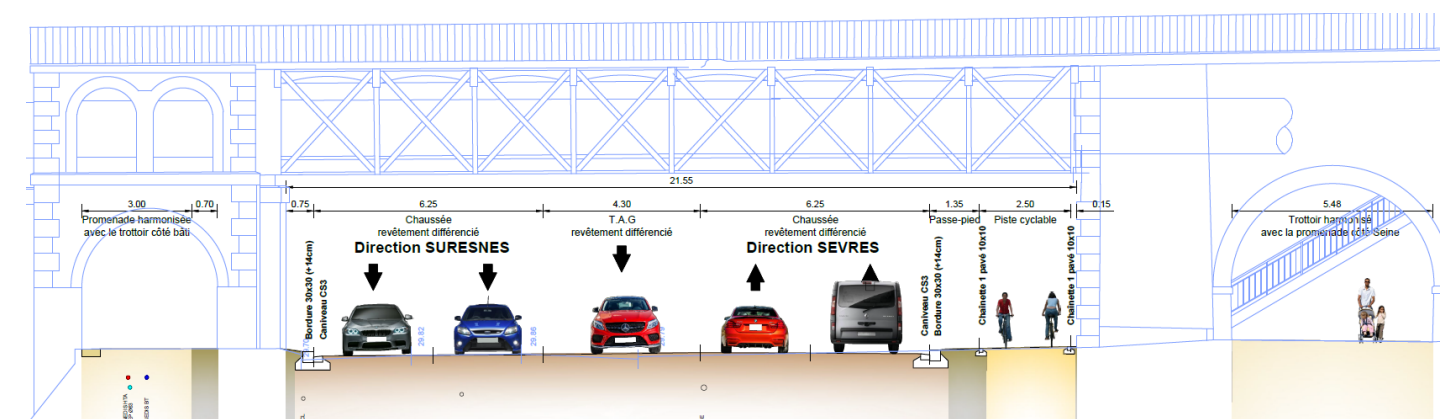 21.55
3.00
0.70
0.75
6.25
4.30
6.25
1.35
2.50
0.15
5.48
Promenade harmonisée
avec le trottoir côté bâti
Chaussée
revêtement différencié
Direction SURESNES
T.A.G
revêtement différencié
Chaussée
revêtement différencié
Direction SEVRES
Passe-pied
Piste cyclable
Trottoir harmonisé
avec la promenade côté Seine
Bordure 30x30 (+14cm)
Caniveau CS3
Caniveau CS3
Bordure 30x30 (+14cm)
Chainette 1 pavé 10x10
Chainette 1 pavé 10x10
29.82
29.86
29.79